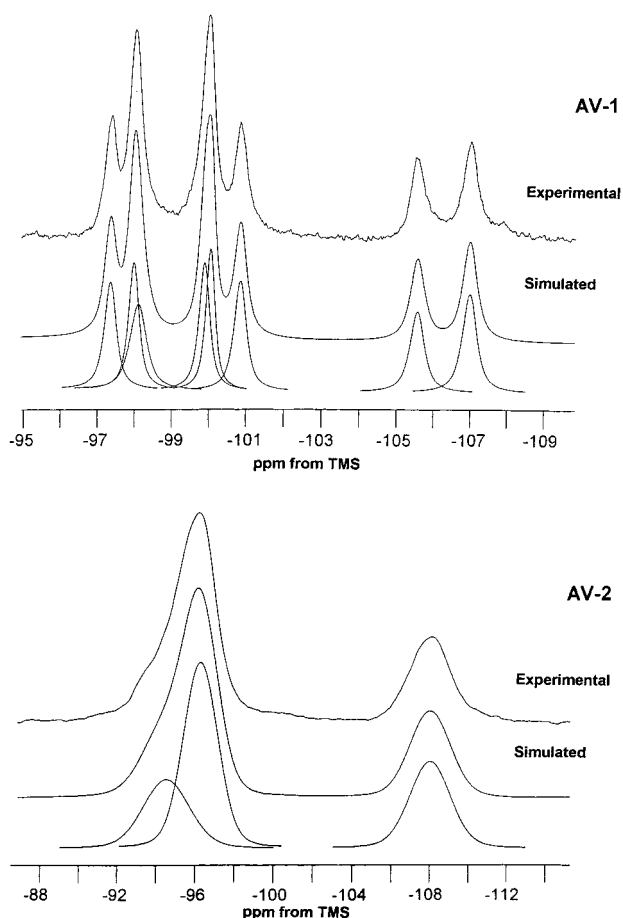 AV-1
Experimental
Simulated
-95 -97 -99 -101 -103 -105 -107 -109
ppm from TMS
AV-2
Experimental
Simulated
-88 -92 -96 -100 -104 -108 -112
ppm from TMS